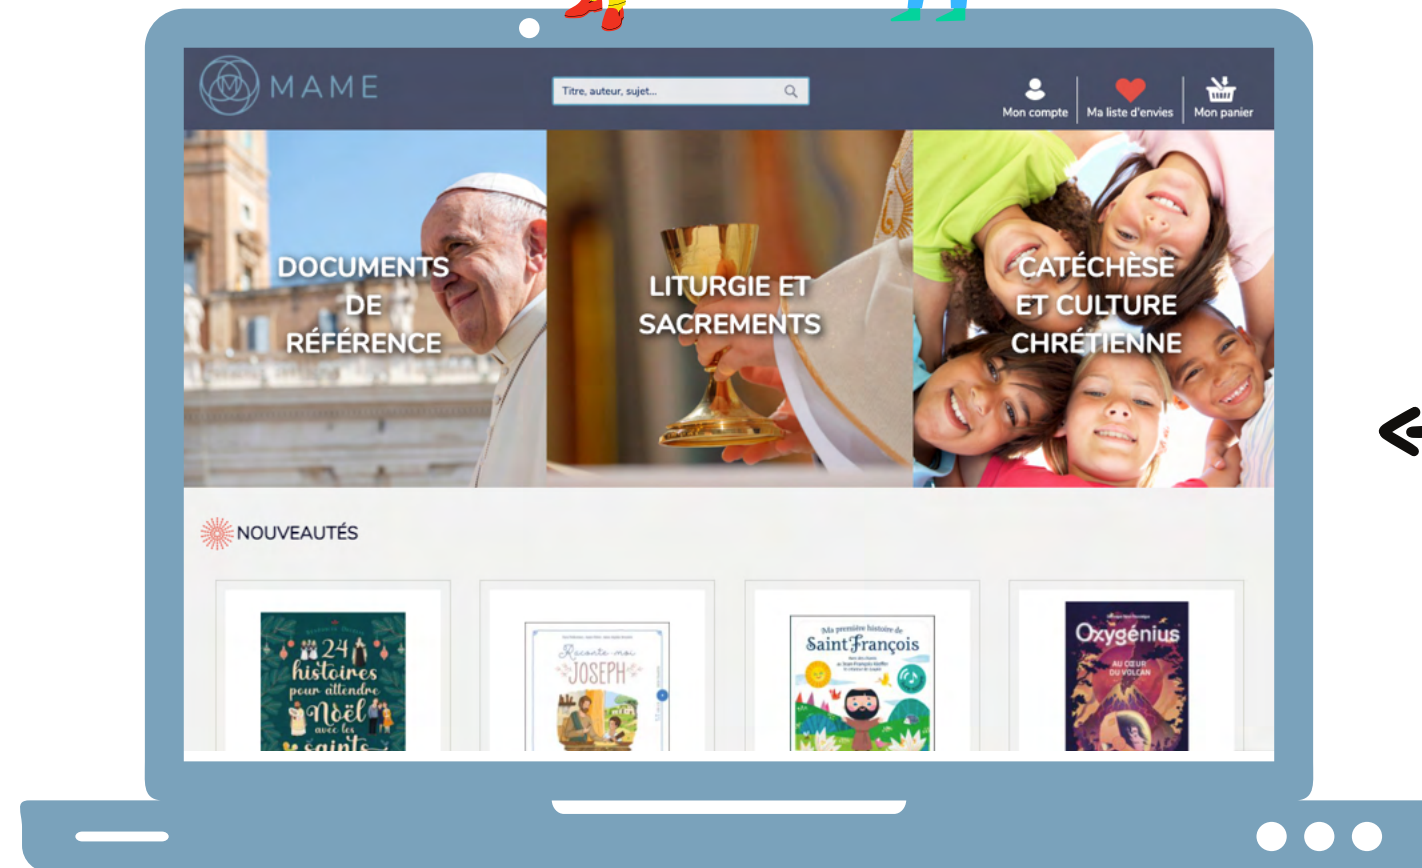 MAME
Titre, auteur, sujet...
Mon compte
Ma liste d'envies
Mon panier
DOCUMENTS
DE
RÉFÉRENCE
LITURGIE ET
SACREMENTS
CATÉCHÈSE
ET CULTURE
CHRÉTIENNE
NOUVEAUTÉS
24
histoires
pour attendre
Noël
avec les
saints
Raconte-moi
JOSEPH
Ma première histoire de
Saint François
Oxygénius
AU CŒUR
DU VOLCAN